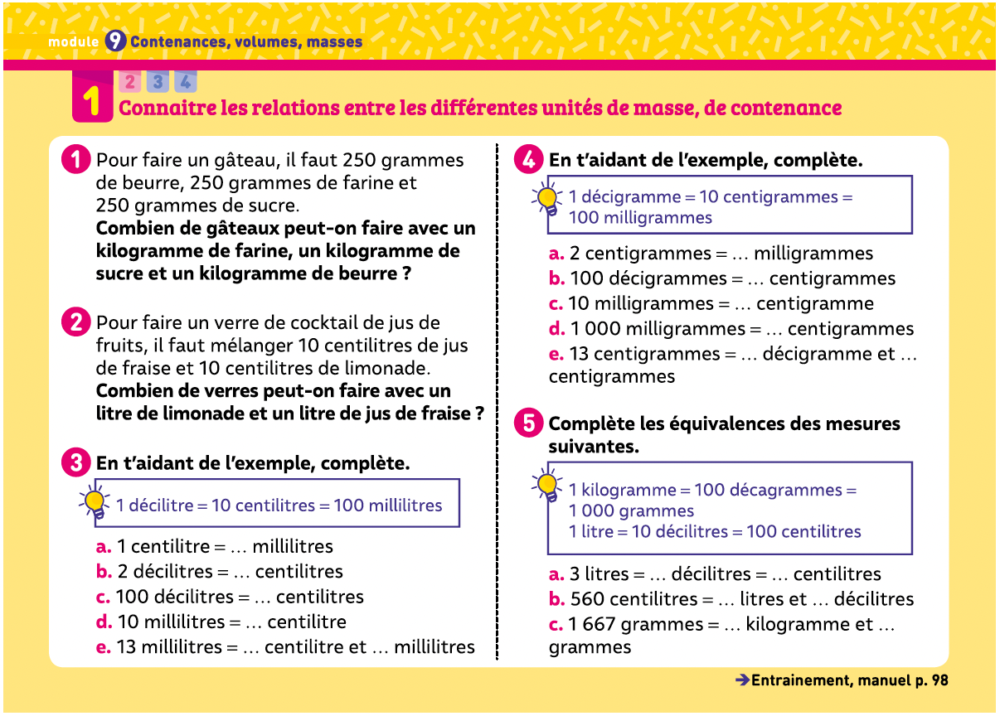 module 9 Contenances, volumes, masses
1 2 3 4
Connaitre les relations entre les différentes unités de masse, de contenance
1 Pour faire un gâteau, il faut 250 grammes
de beurre, 250 grammes de farine et
250 grammes de sucre.
Combien de gâteaux peut-on faire avec un
kilogramme de farine, un kilogramme de
sucre et un kilogramme de beurre ?
2 Pour faire un verre de cocktail de jus de
fruits, il faut mélanger 10 centilitres de jus
de fraise et 10 centilitres de limonade.
Combien de verres peut-on faire avec un
litre de limonade et un litre de jus de fraise ?
3 En t’aidant de l’exemple, complète.
1 décilitre = 10 centilitres = 100 millilitres
a. 1 centilitre = … millilitres
b. 2 décilitres = … centilitres
c. 100 décilitres = … centilitres
d. 10 millilitres = … centilitre
e. 13 millilitres = … centilitre et … millilitres
4 En t’aidant de l’exemple, complète.
1 décigramme = 10 centigrammes =
100 milligrammes
a. 2 centigrammes = … milligrammes
b. 100 décigrammes = … centigrammes
c. 10 milligrammes = … centigramme
d. 1 000 milligrammes = … centigrammes
e. 13 centigrammes = … décigramme et …
centigrammes
5 Complète les équivalences des mesures
suivantes.
1 kilogramme = 100 décagrammes =
1 000 grammes
1 litre = 10 décilitres = 100 centilitres
a. 3 litres = … décilitres = … centilitres
b. 560 centilitres = … litres et … décilitres
c. 1 667 grammes = … kilogramme et …
grammes
➔ Entrainement, manuel p. 98